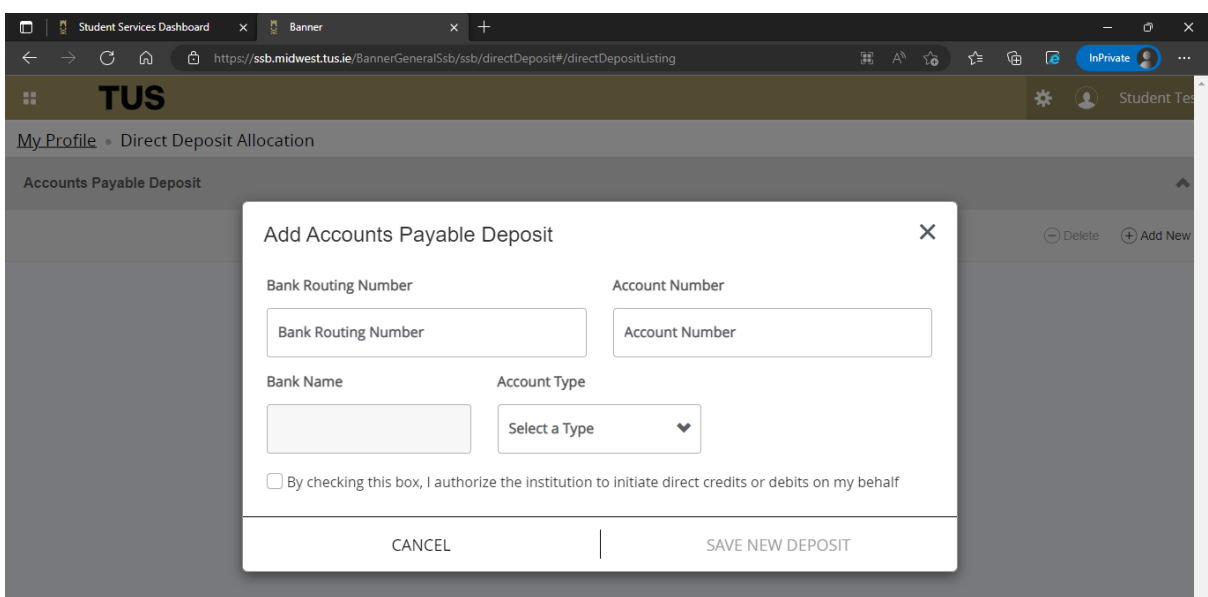 Student Services Dashboard
Banner
https://ssb.midwest.tus.ie/BannerGeneralSsb/ssb/directDeposit#/directDepositListing
InPrivate
TUS
Student Tes
My Profile • Direct Deposit Allocation
Accounts Payable Deposit
Delete
Add New
Add Accounts Payable Deposit
Bank Routing Number Account Number
Bank Routing Number Account Number
Bank Name Account Type
Select a Type
By checking this box, I authorize the institution to initiate direct credits or debits on my behalf
CANCEL SAVE NEW DEPOSIT